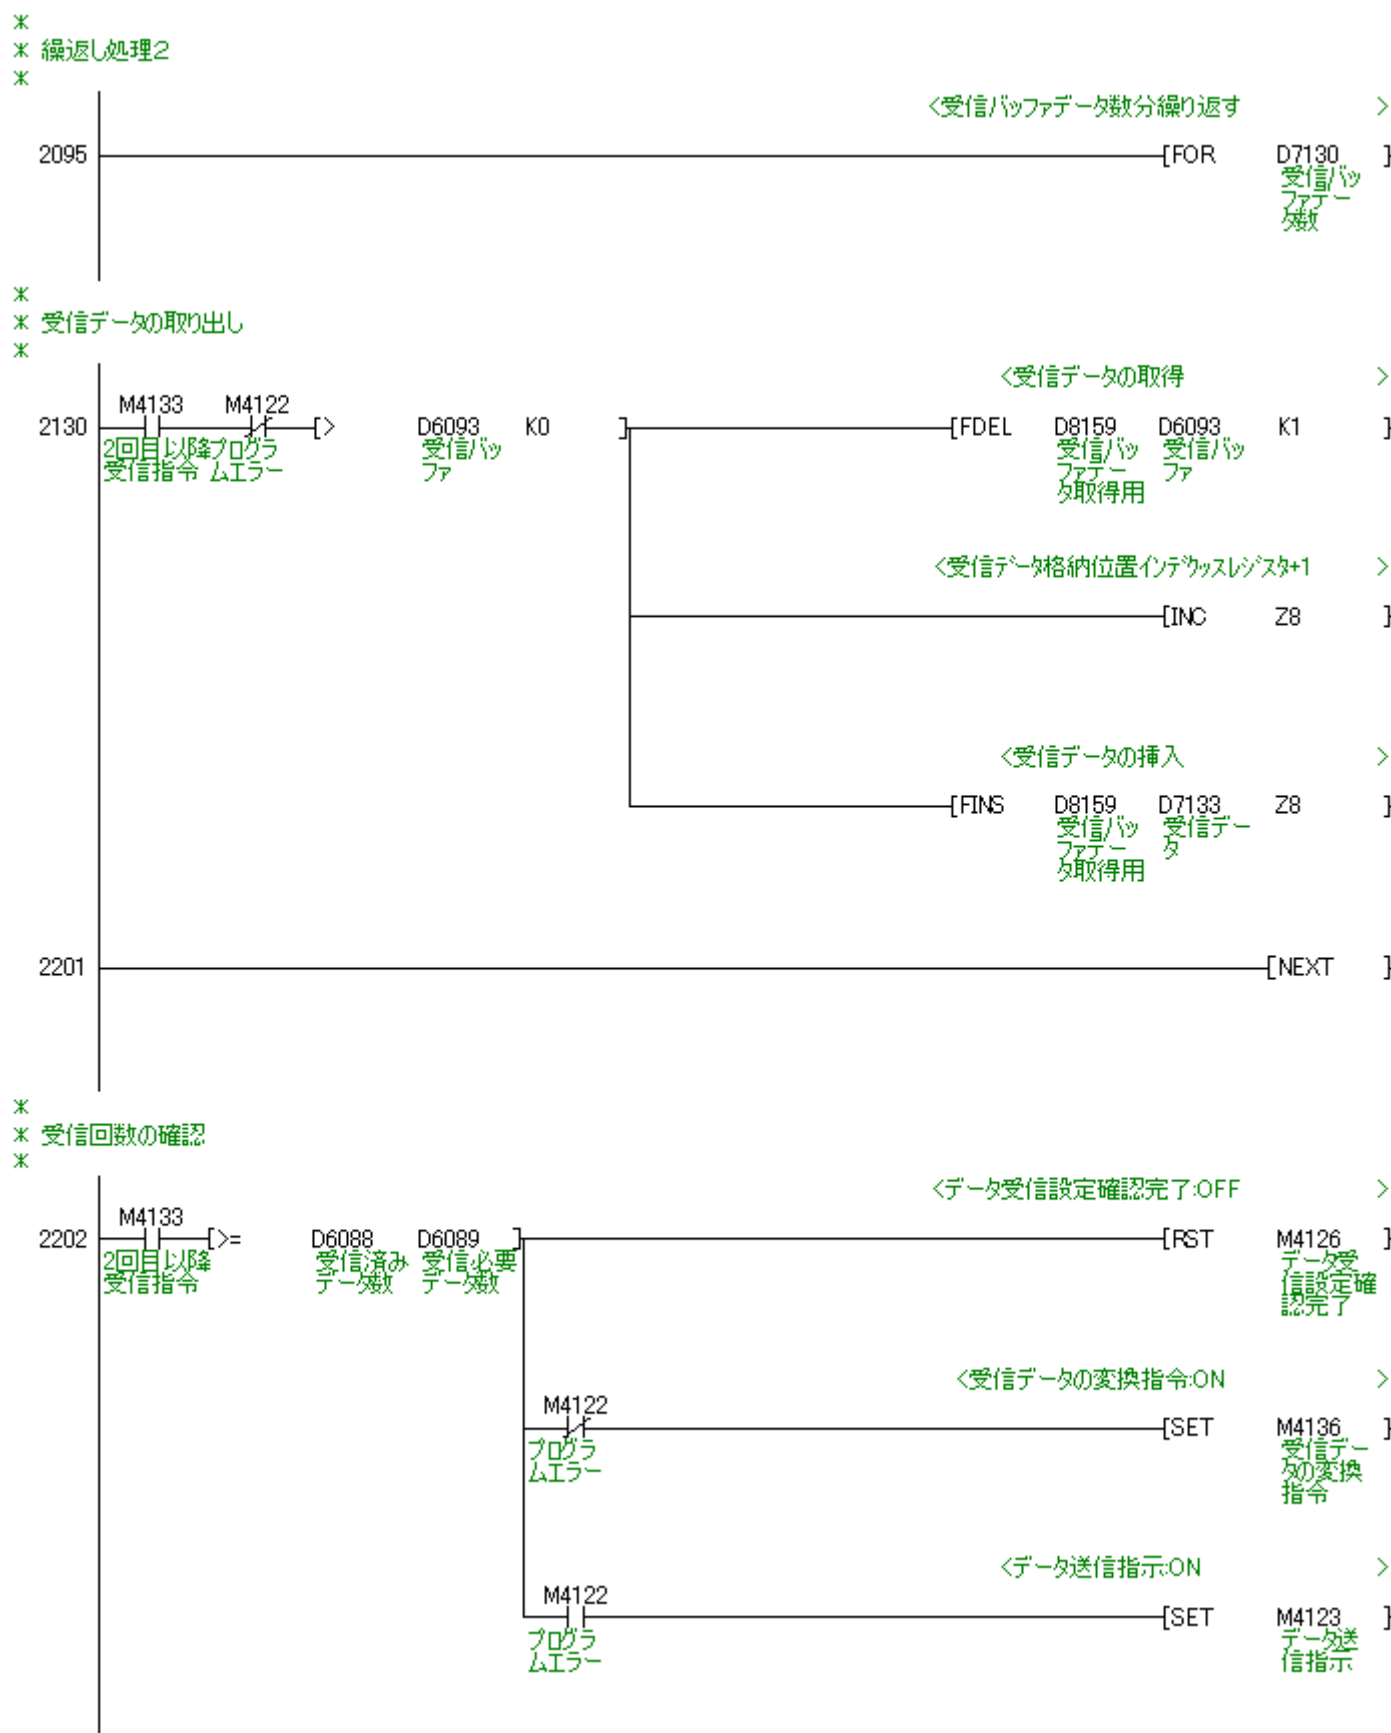 *
* 繰返し処理2
*
<受信バッファデータ数分繰り返す >
2095 [FOR D7130 ]
受信バッ
ファデー
タ数
*
* 受信データの取り出し
*
<受信データの取得 >
M4133 M4122
2130 [> D6093 K0 ] [FDEL D8159 D6093 K1 ]
2回目以降 プログラ 受信バッ 受信バッ 受信バッ
受信指令 ムエラー ファ ファデー ファ
タ取得用
<受信データ格納位置インデックスレジスタ+1 >
[INC Z8 ]
<受信データの挿入 >
[FINS D8159 D7133 Z8 ]
受信バッ 受信デー
ファデー タ
タ取得用
2201 [NEXT ]
*
* 受信回数の確認
*
<データ受信設定確認完了:OFF >
M4133
2202 [>= D6088 D6089 ] [RST M4126 ]
2回目以降 受信済み 受信必要 データ受
受信指令 データ数 データ数 信設定確
認完了
<受信データの変換指令:ON >
M4122
[SET M4136 ]
プログラ 受信デー
ムエラー タの変換
指令
<データ送信指示:ON >
M4122
[SET M4123 ]
プログラ データ送
ムエラー 信指示